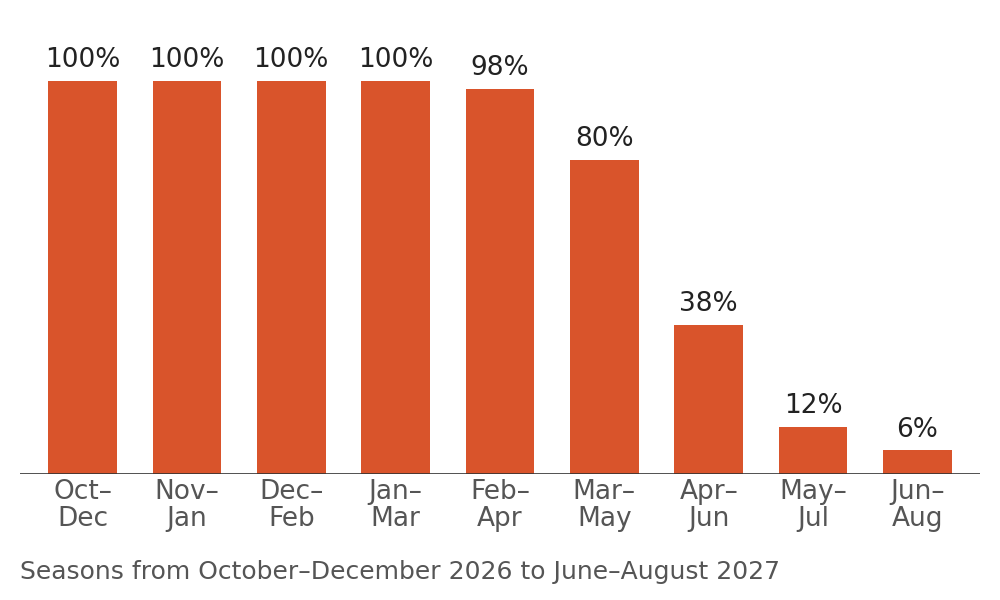 100% 100% 100% 100% 98%
80%
38%
12%
6%
Oct– Nov– Dec– Jan– Feb– Mar– Apr– May– Jun–
Dec Jan Feb Mar Apr May Jun Jul Aug
Seasons from October–December 2026 to June–August 2027